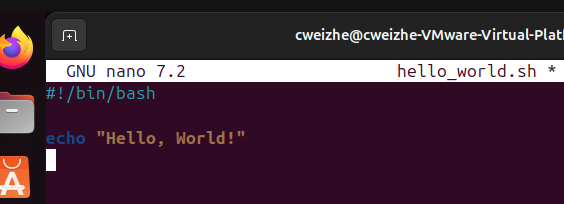 cweizhe@cweizhe-VMware-Virtual-Platf
GNU nano 7.2 hello_world.sh *
#!/bin/bash
echo "Hello, World!"